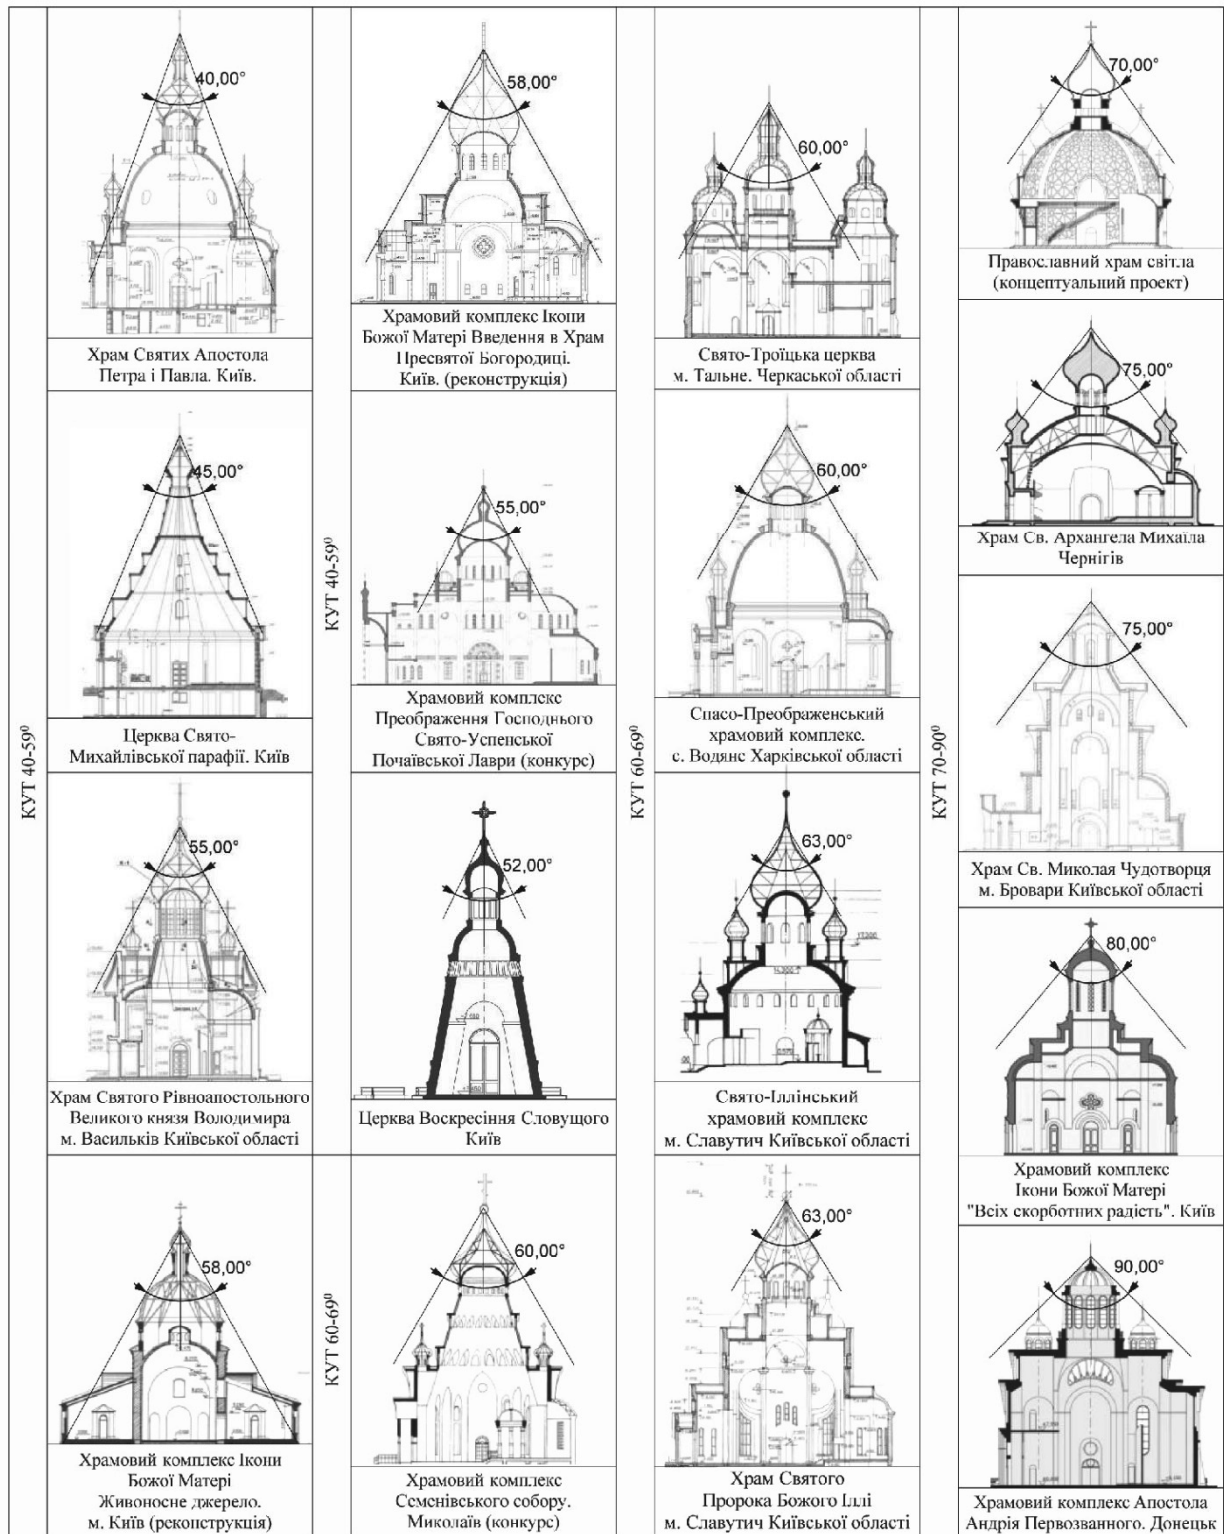 КУТ 40-59⁰
40,00°
Храм Святих Апостола
Петра і Павла. Київ.
45,00°
Церква Свято-
Михайлівської парафії. Київ
55,00°
Храм Святого Рівноапостольного
Великого князя Володимира
м. Васильків Київської області
58,00°
Храмовий комплекс Ікони
Божої Матері
Живоносне джерело.
м. Київ (реконструкція)
КУТ 40-59⁰
58,00°
Храмовий комплекс Ікони
Божої Матері Введення в Храм
Пресвятої Богородиці.
Київ. (реконструкція)
55,00°
Храмовий комплекс
Преображення Господнього
Свято-Успенської
Почаївської Лаври (конкурс)
52,00°
Церква Воскресіння Словущого
Київ
КУТ 60-69⁰
60,00°
Храмовий комплекс
Семенівського собору.
Миколаїв (конкурс)
КУТ 60-69⁰
60,00°
Свято-Троїцька церква
м. Тальне. Черкаської області
60,00°
Спасо-Преображенський
храмовий комплекс.
с. Водяне Харківської області
63,00°
Свято-Іллінський
храмовий комплекс
м. Славутич Київської області
63,00°
Храм Святого
Пророка Божого Іллі
м. Славутич Київської області
КУТ 70-90⁰
70,00°
Православний храм світла
(концептуальний проект)
75,00°
Храм Св. Архангела Михаїла
Чернігів
75,00°
Храм Св. Миколая Чудотворця
м. Бровари Київської області
80,00°
Храмовий комплекс
Ікони Божої Матері
"Всіх скорботних радість". Київ
90,00°
Храмовий комплекс Апостола
Андрія Первозванного. Донецьк